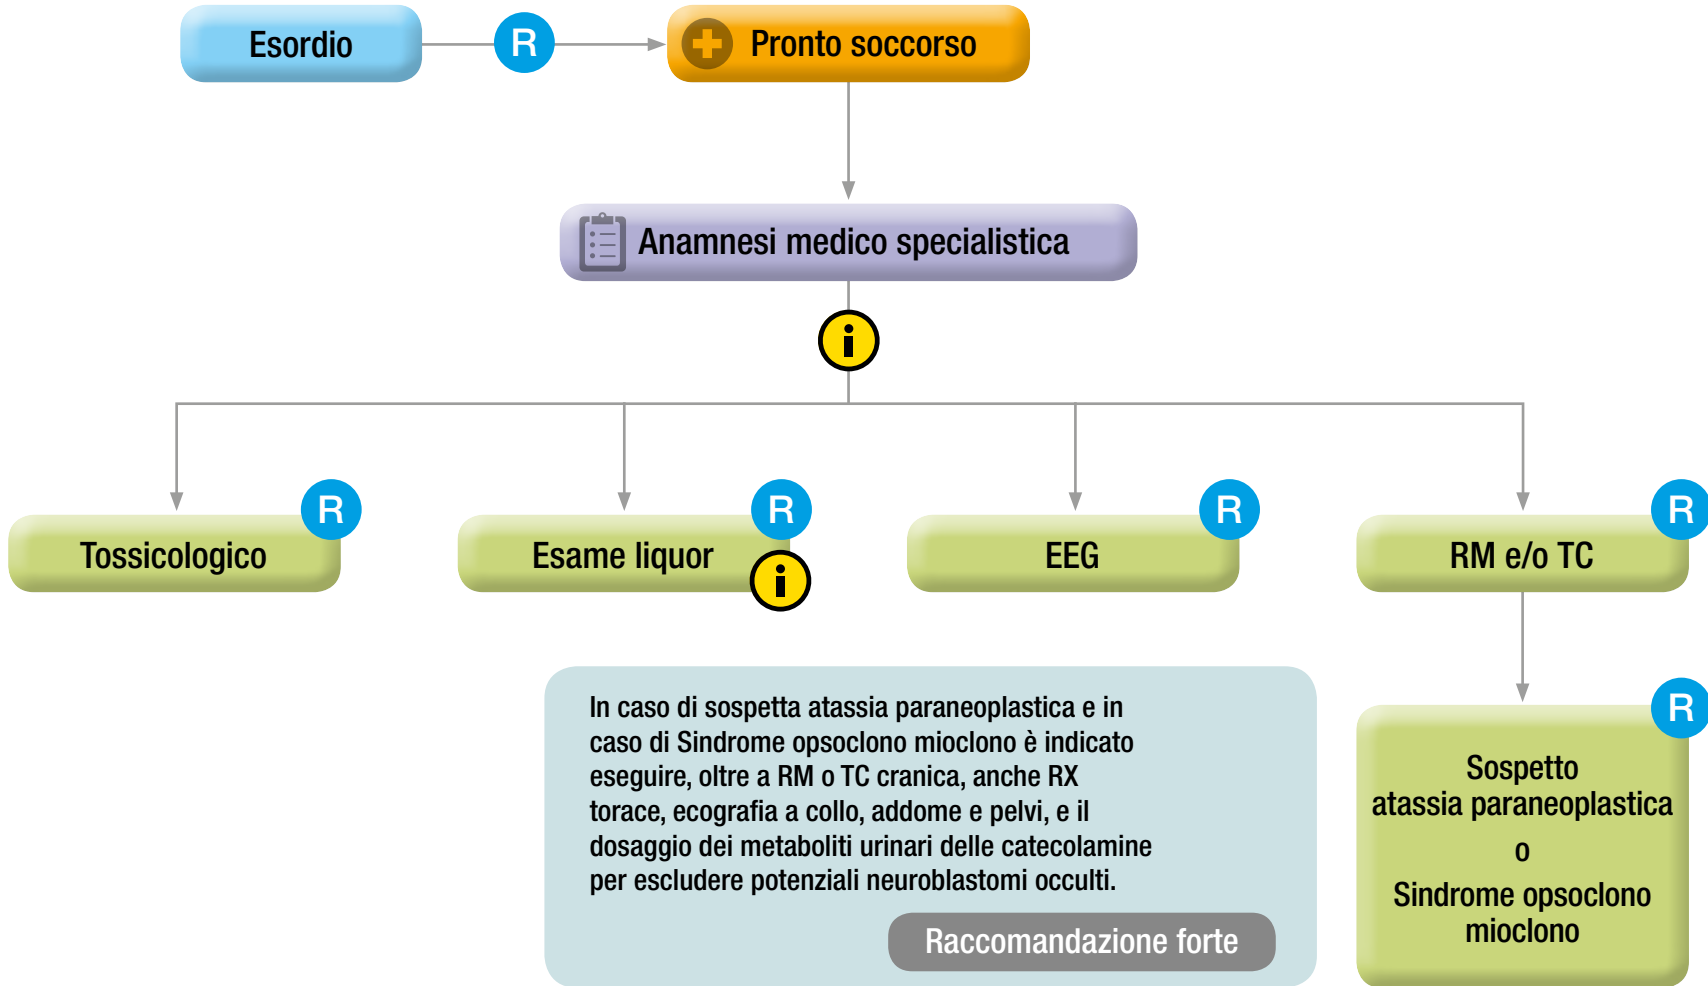 Esordio
R
Pronto soccorso
Anamnesi medico specialistica
i
R
R
R
R
Tossicologico
Esame liquor
EEG
RM e/o TC
i
In caso di sospetta atassia paraneoplastica e in
caso di Sindrome opsoclono mioclono è indicato
eseguire, oltre a RM o TC cranica, anche RX
torace, ecografia a collo, addome e pelvi, e il
dosaggio dei metaboliti urinari delle catecolamine
per escludere potenziali neuroblastomi occulti.
Raccomandazione forte
R
Sospetto
atassia paraneoplastica
o
Sindrome opsoclono
mioclono